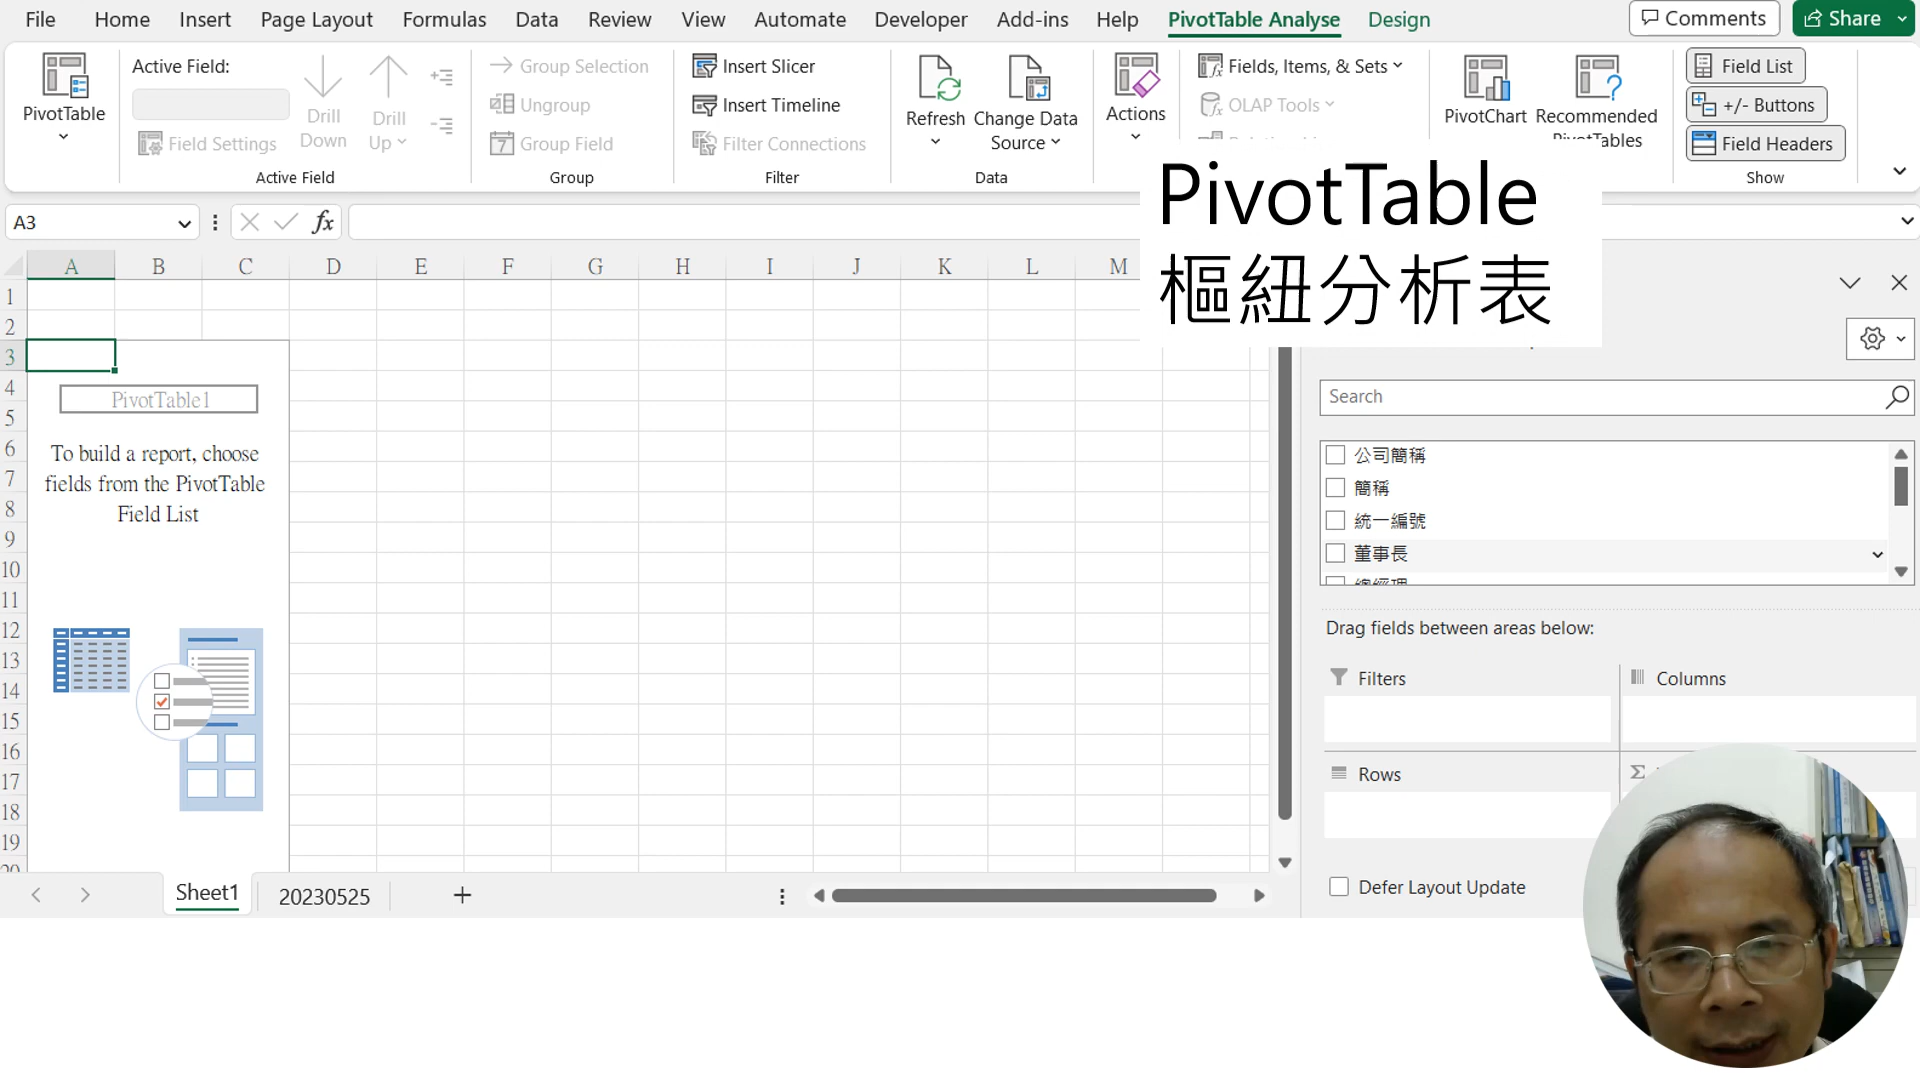 File Home Insert Page Layout Formulas Data Review View Automate Developer Add-ins Help PivotTable Analyse Design Comments Share
PivotTable
Active Field:
Field Settings
Drill Down
Drill Up
Active Field
Group Selection
Ungroup
Group Field
Group
Insert Slicer
Insert Timeline
Filter Connections
Filter
Refresh
Change Data Source
Data
Actions
Fields, Items, & Sets
OLAP Tools
PivotChart
Recommended PivotTables
Field List
+/- Buttons
Field Headers
Show
PivotTable
樞紐分析表
A3
fx
A B C D E F G H I J K L M
1
2
3
4
5
6
7
8
9
10
11
12
13
14
15
16
17
18
19
20
PivotTable1
To build a report, choose
fields from the PivotTable
Field List
Search
公司簡稱
簡稱
統一編號
董事長
總經理
Drag fields between areas below:
Filters
Columns
Rows
Σ
Defer Layout Update
Sheet1 20230525